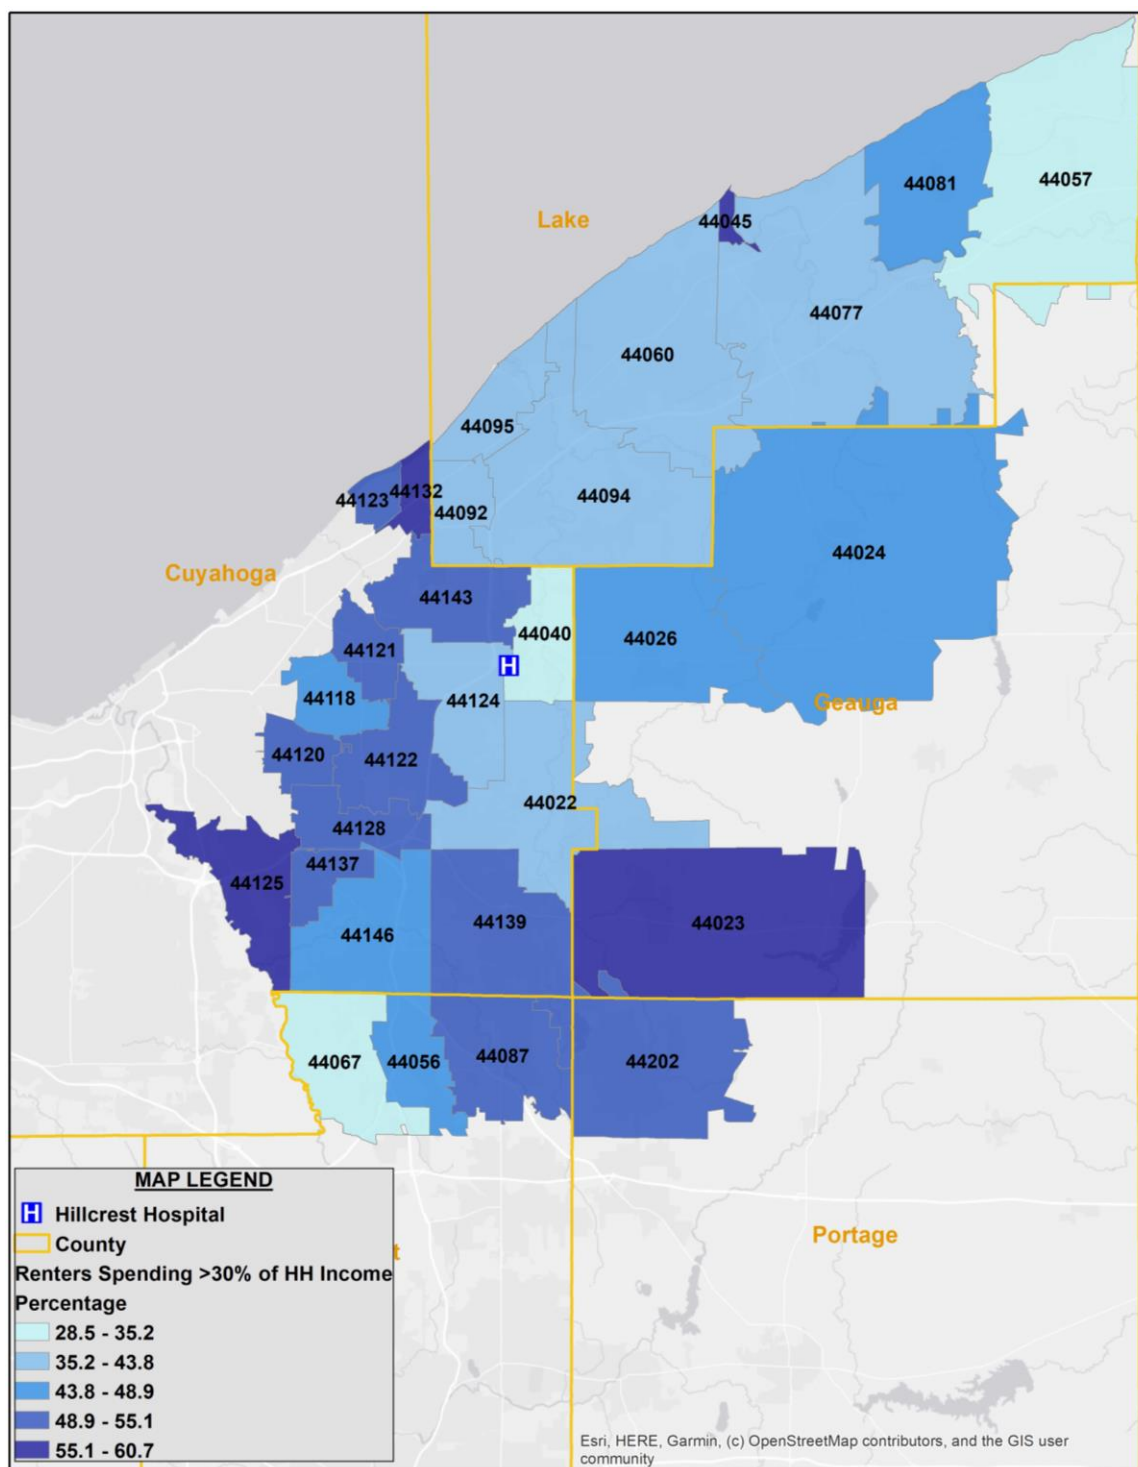 44057
44081
Lake
44045
44077
44060
44095
44132
44123
44092
44094
44024
Cuyahoga
44143
44040
44026
44121
44118
44124
Geauga
44120
44122
44022
44128
44137
44125
44146
44139
44023
44067
44056
44087
44202
MAP LEGEND
H Hillcrest Hospital
County
t
Portage
Renters Spending >30% of HH Income
Percentage
28.5 - 35.2
35.2 - 43.8
43.8 - 48.9
48.9 - 55.1
55.1 - 60.7
H
Esri, HERE, Garmin, (c) OpenStreetMap contributors, and the GIS user
community